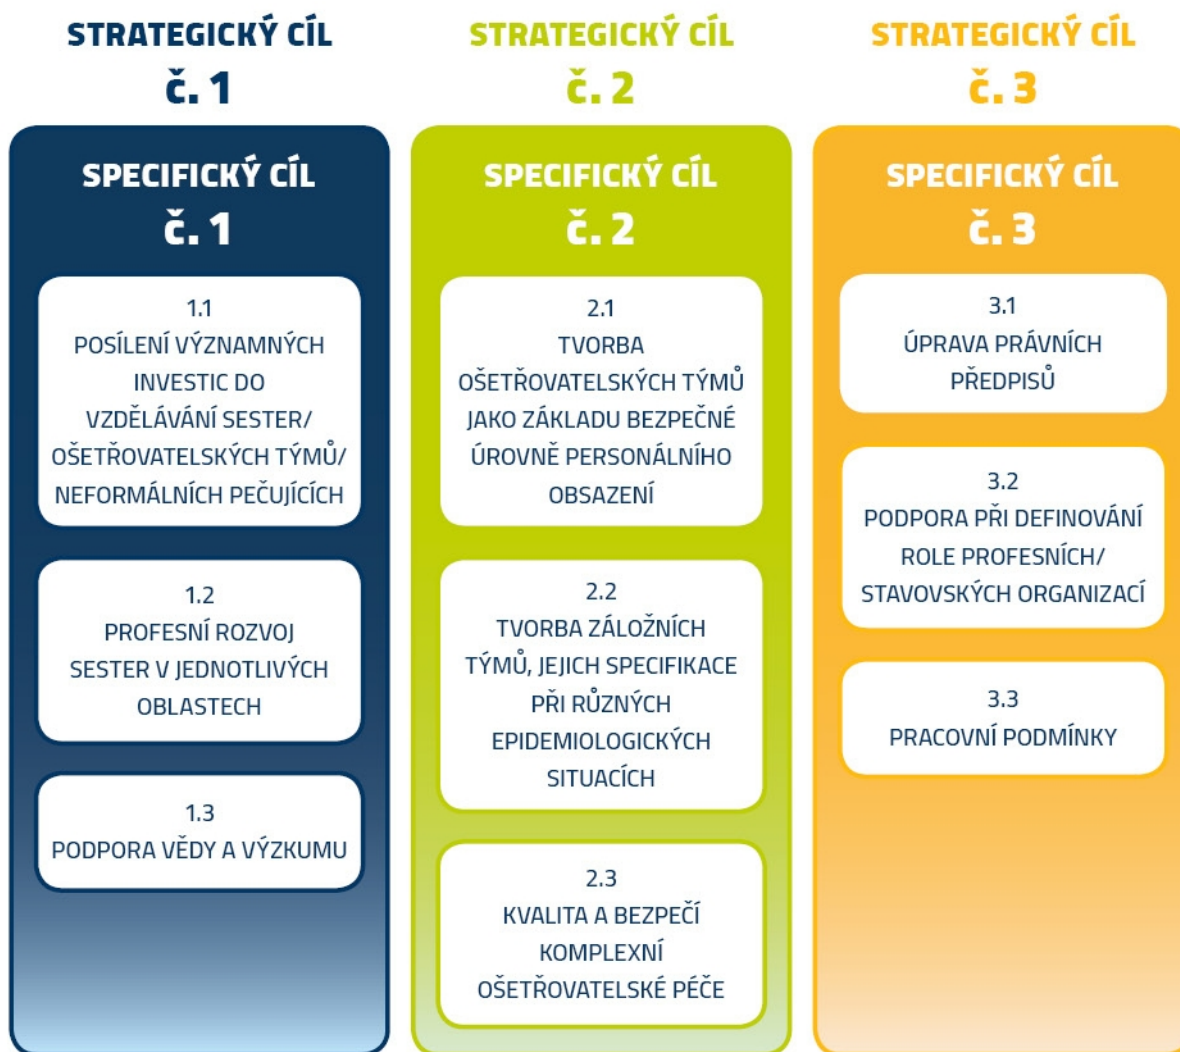 STRATEGICKÝ CÍL
č. 1
SPECIFICKÝ CÍL
č. 1
1.1
POSÍLENÍ VÝZNAMNÝCH
INVESTIC DO
VZDĚLÁVÁNÍ SESTER/
OŠETŘOVATELSKÝCH TÝMŮ/
NEFORMÁLNÍCH PEČUJÍCÍCH
1.2
PROFESNÍ ROZVOJ
SESTER V JEDNOTLIVÝCH
OBLASTECH
1.3
PODPORA VĚDY A VÝZKUMU
STRATEGICKÝ CÍL
č. 2
SPECIFICKÝ CÍL
č. 2
2.1
TVORBA
OŠETŘOVATELSKÝCH TÝMŮ
JAKO ZÁKLADU BEZPEČNÉ
ÚROVNĚ PERSONÁLNÍHO
OBSAZENÍ
2.2
TVORBA ZÁLOŽNÍCH
TÝMŮ, JEJICH SPECIFIKACE
PŘI RŮZNÝCH
EPIDEMIOLOGICKÝCH
SITUACÍCH
2.3
KVALITA A BEZPEČÍ
KOMPLEXNÍ
OŠETŘOVATELSKÉ PÉČE
STRATEGICKÝ CÍL
č. 3
SPECIFICKÝ CÍL
č. 3
3.1
ÚPRAVA PRÁVNÍCH
PŘEDPISŮ
3.2
PODPORA PŘI DEFINOVÁNÍ
ROLE PROFESNÍCH/
STAVOVSKÝCH ORGANIZACÍ
3.3
PRACOVNÍ PODMÍNKY